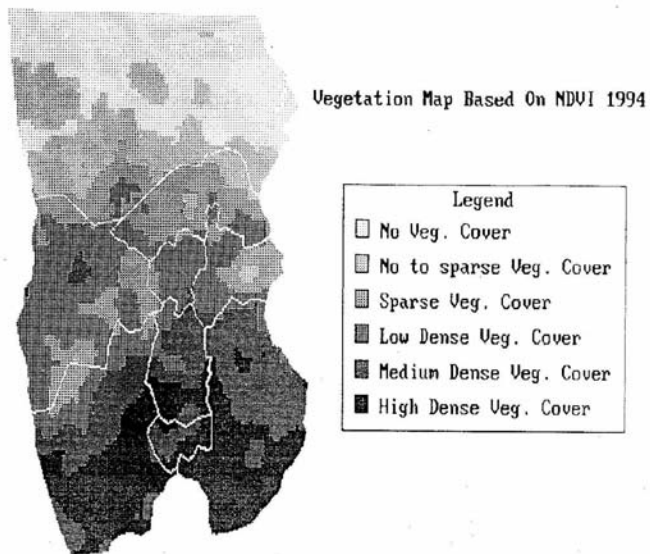 Vegetation Map Based On NDVI 1994
Legend
No Veg. Cover
No to sparse Veg. Cover
Sparse Veg. Cover
Low Dense Veg. Cover
Medium Dense Veg. Cover
High Dense Veg. Cover